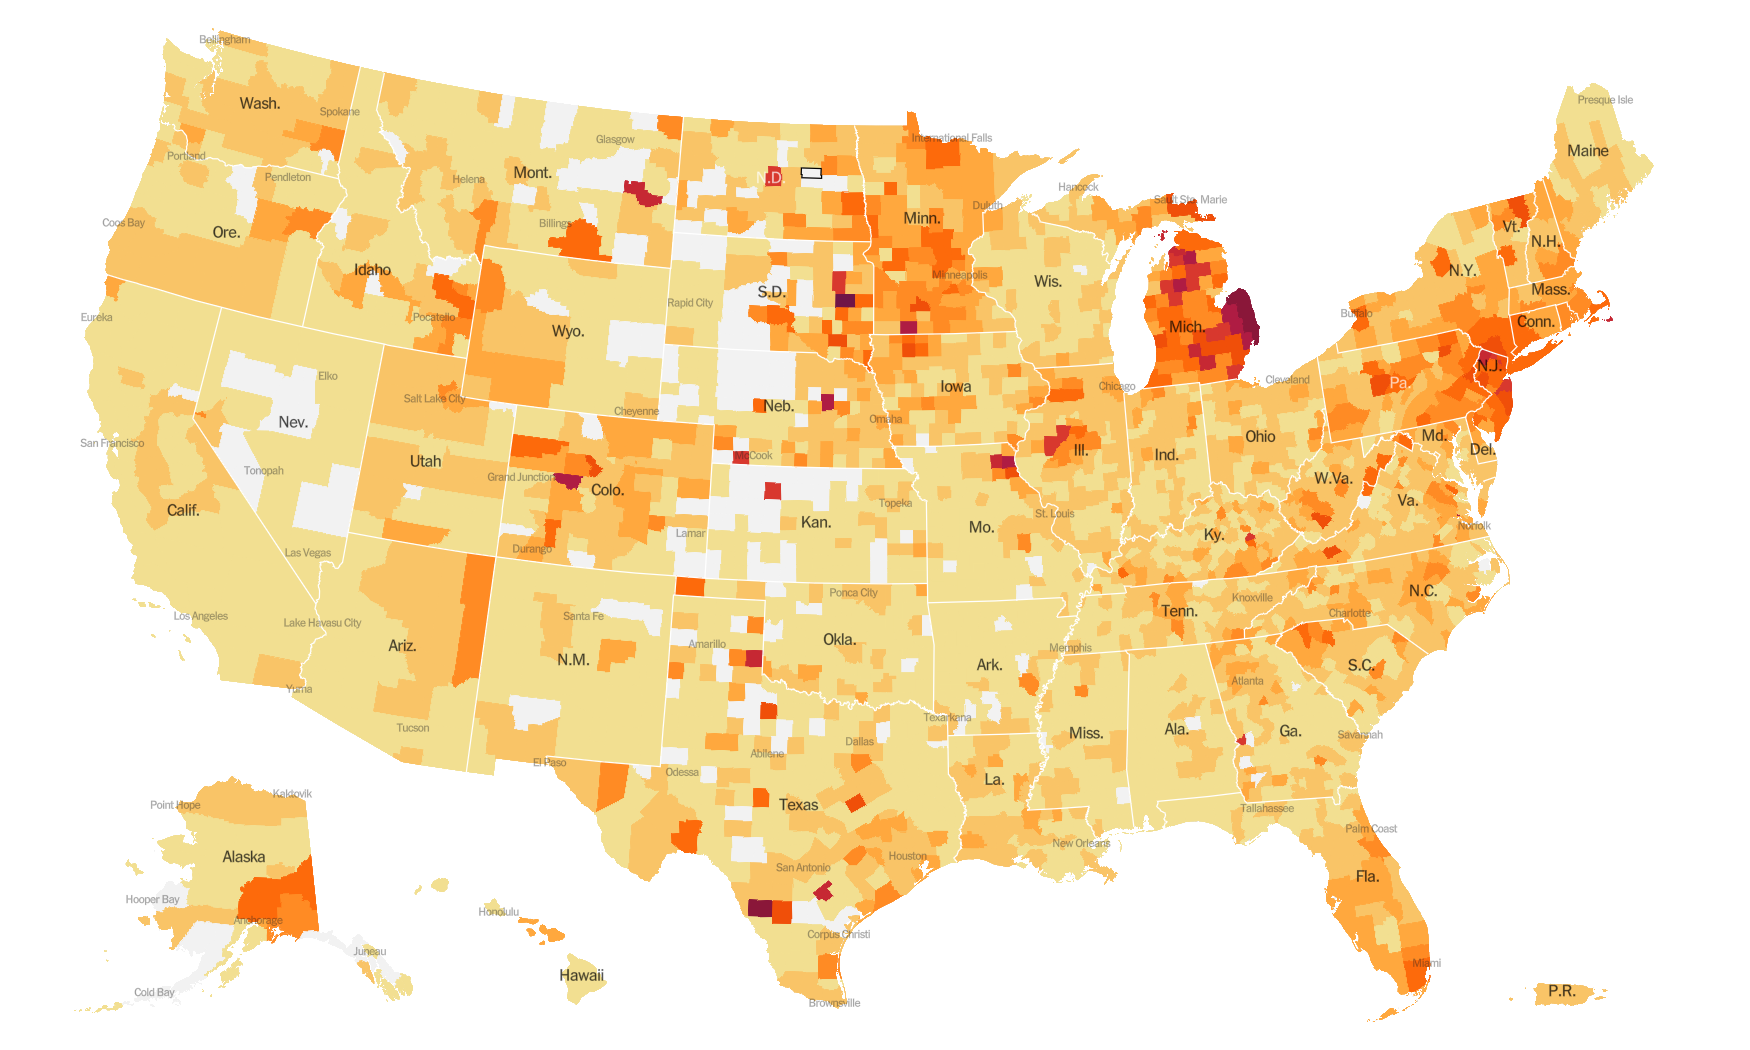 Bellingham
Wash.
Spokane
Portland
Pendleton
Coos Bay
Ore.
Eureka
Glasgow
Mont.
Helena
Billings
Idaho
Pocatello
N.D.
International Falls
Minn.
Duluth
Minneapolis
Hancock
Sault Ste. Marie
Presque Isle
Maine
Vt.
N.H.
N.Y.
Mass.
Conn.
Buffalo
Wis.
Mich.
S.D.
Rapid City
Wyo.
Elko
Nev.
Salt Lake City
Cheyenne
Neb.
Omaha
Iowa
Chicago
Cleveland
Pa.
N.J.
San Francisco
Tonopah
Utah
Grand Junction
Colo.
McCook
Ill.
Ind.
Ohio
Md.
Del.
W.Va.
Va.
Calif.
Las Vegas
Durango
Lamar
Kan.
Topeka
Mo.
St. Louis
Ky.
Norfolk
Los Angeles
Lake Havasu City
Santa Fe
Ponca City
Tenn.
Knoxville
Charlotte
N.C.
Ariz.
N.M.
Amarillo
Okla.
Ark.
Memphis
S.C.
Yuma
Tucson
El Paso
Odessa
Abilene
Dallas
Texarkana
Miss.
Ala.
Atlanta
Ga.
Savannah
Point Hope
Kaktovik
Alaska
Hooper Bay
Anchorage
Juneau
Cold Bay
Honolulu
Hawaii
Texas
San Antonio
Houston
Corpus Christi
Brownsville
La.
New Orleans
Tallahassee
Palm Coast
Fla.
Miami
P.R.